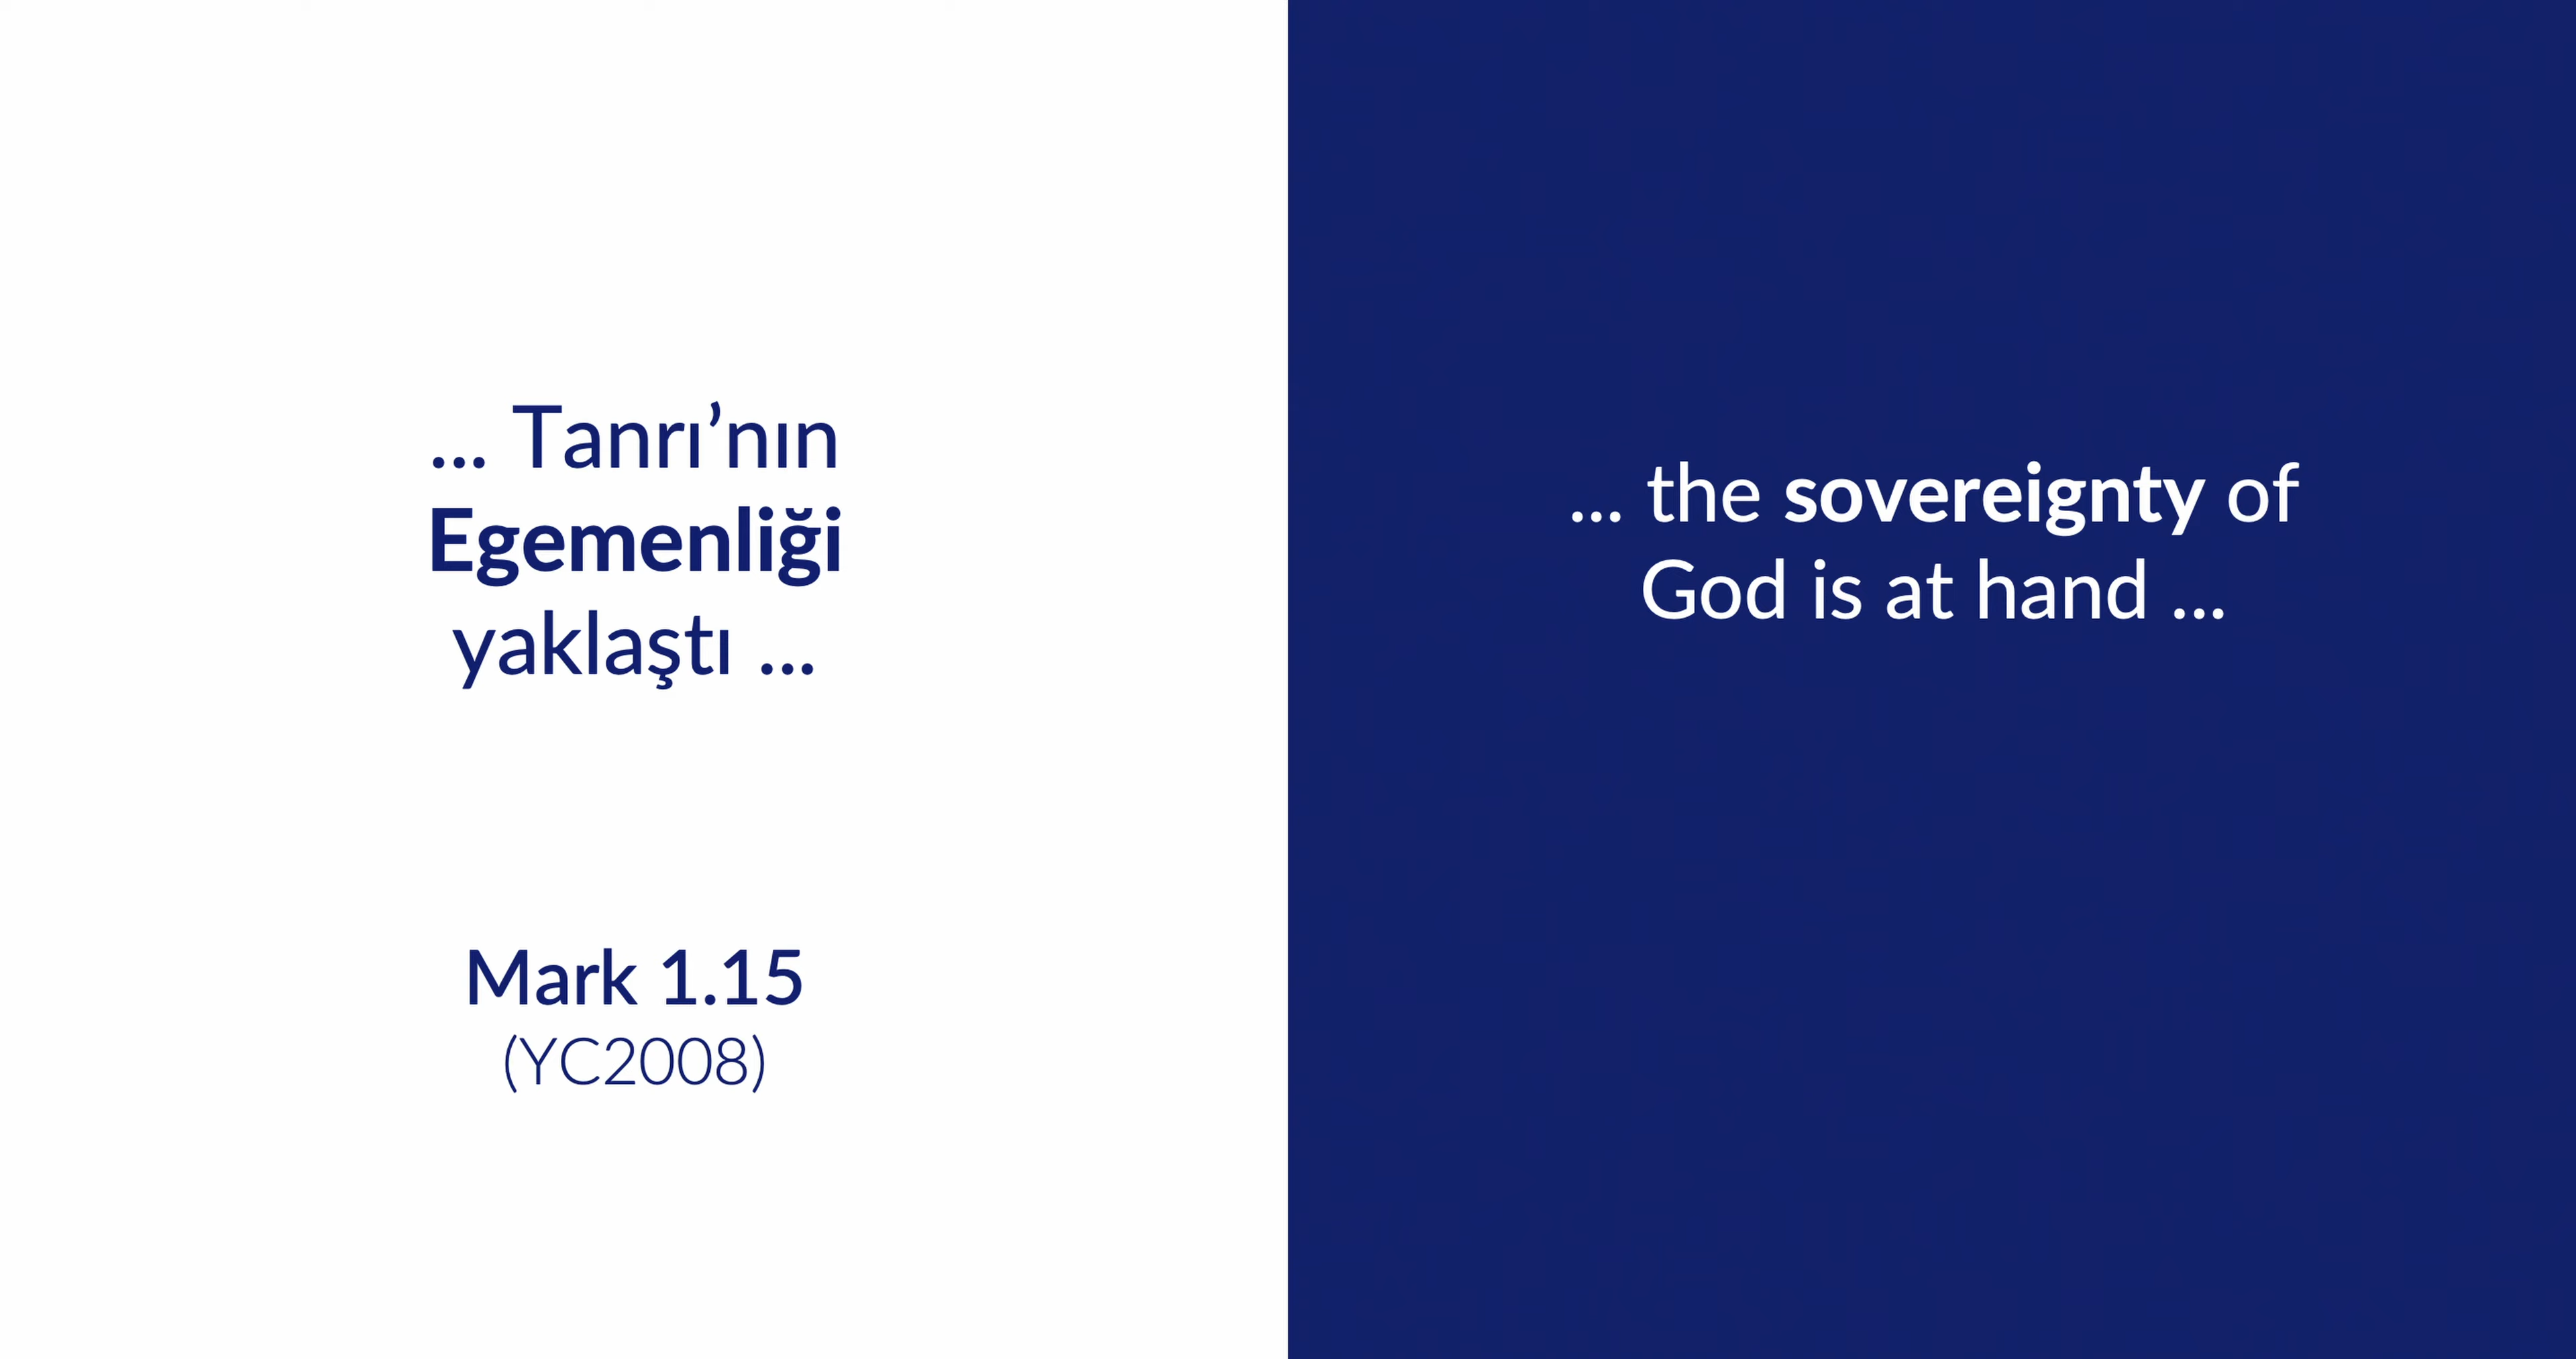 ... Tanrı’nın
Egemenliği
yaklaştı ...
Mark 1.15
(YC2008)
... the sovereignty of
God is at hand ...